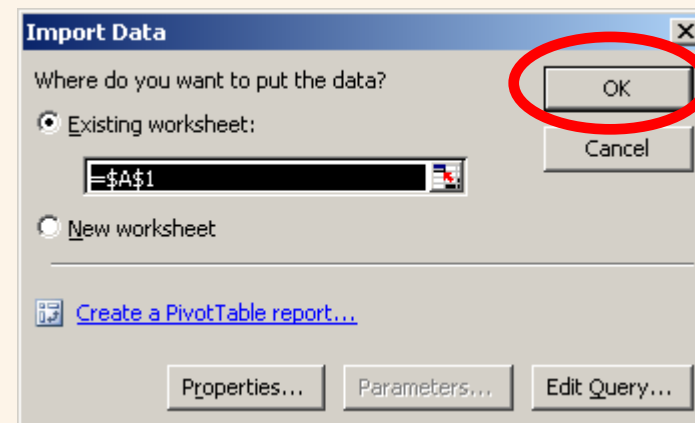 Import Data
Where do you want to put the data?
OK
Existing worksheet:
Cancel
=$A$1
New worksheet
Create a PivotTable report...
Properties...
Parameters...
Edit Query...